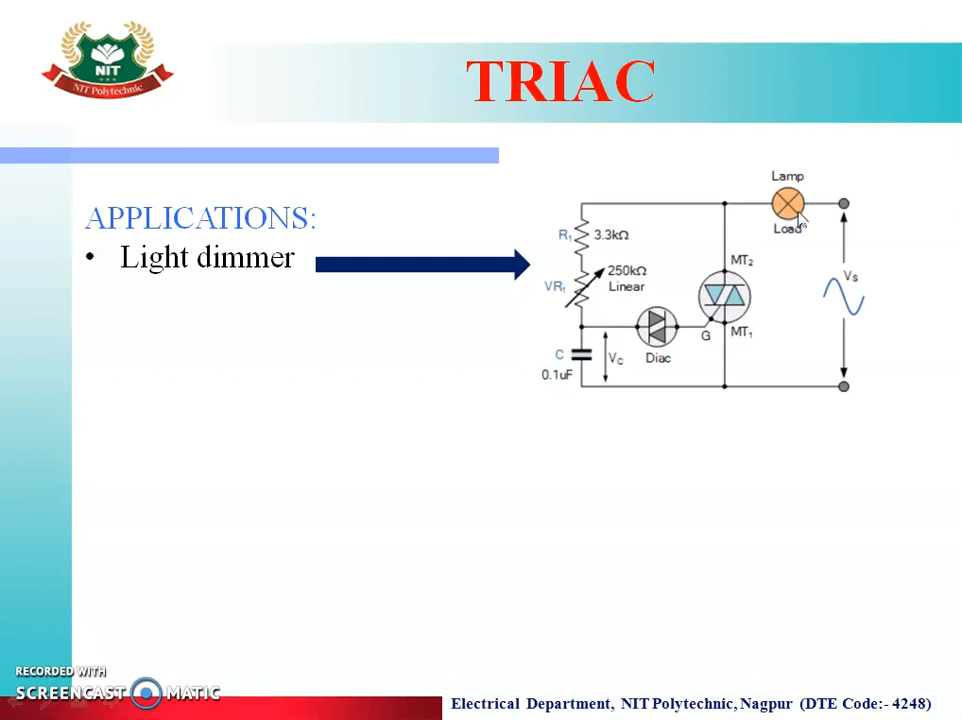 NIT
NIT Polytechnic
TRIAC
APPLICATIONS:
• Light dimmer
Lamp
Load
R₁ 3.3kΩ
VR₁ 250kΩ
Linear
MT₂
MT₁
G
Diac
C
0.1uF
Vc
Vs
RECORDED WITH
SCREENCAST MATIC
Electrical Department, NIT Polytechnic, Nagpur (DTE Code:- 4248)